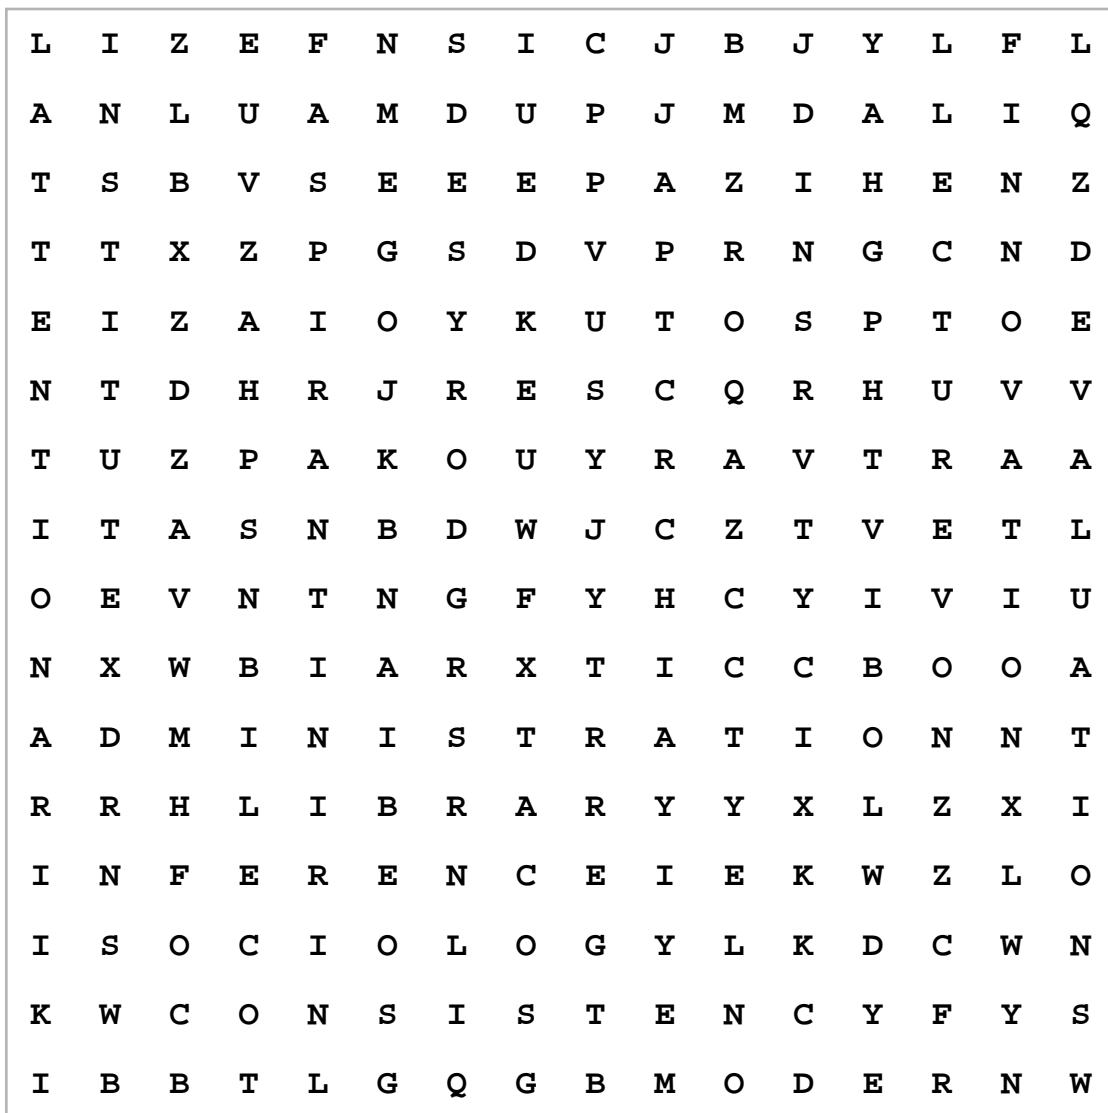 L I Z E F N S I C J B J Y L F L
A N L U A M D U P J M D A L I Q
T S B V S E E E P A Z I H E N Z
T T X Z P G S D V P R N G C N D
E I Z A I O Y K U T O S P T O E
N T D H R J R E S C Q R H U V V
T U Z P A K O U Y R A V T R A A
I T A S N B D W J C Z T V E T L
O E V N T N G F Y H C Y I V I U
N X W B I A R X T I C C B O O A
A D M I N I S T R A T I O N N T
R R H L I B R A R Y Y X L Z X I
I N F E R E N C E I E K W Z L O
I S O C I O L O G Y L K D C W N
K W C O N S I S T E N C Y F Y S
I B B T L G Q G B M O D E R N W